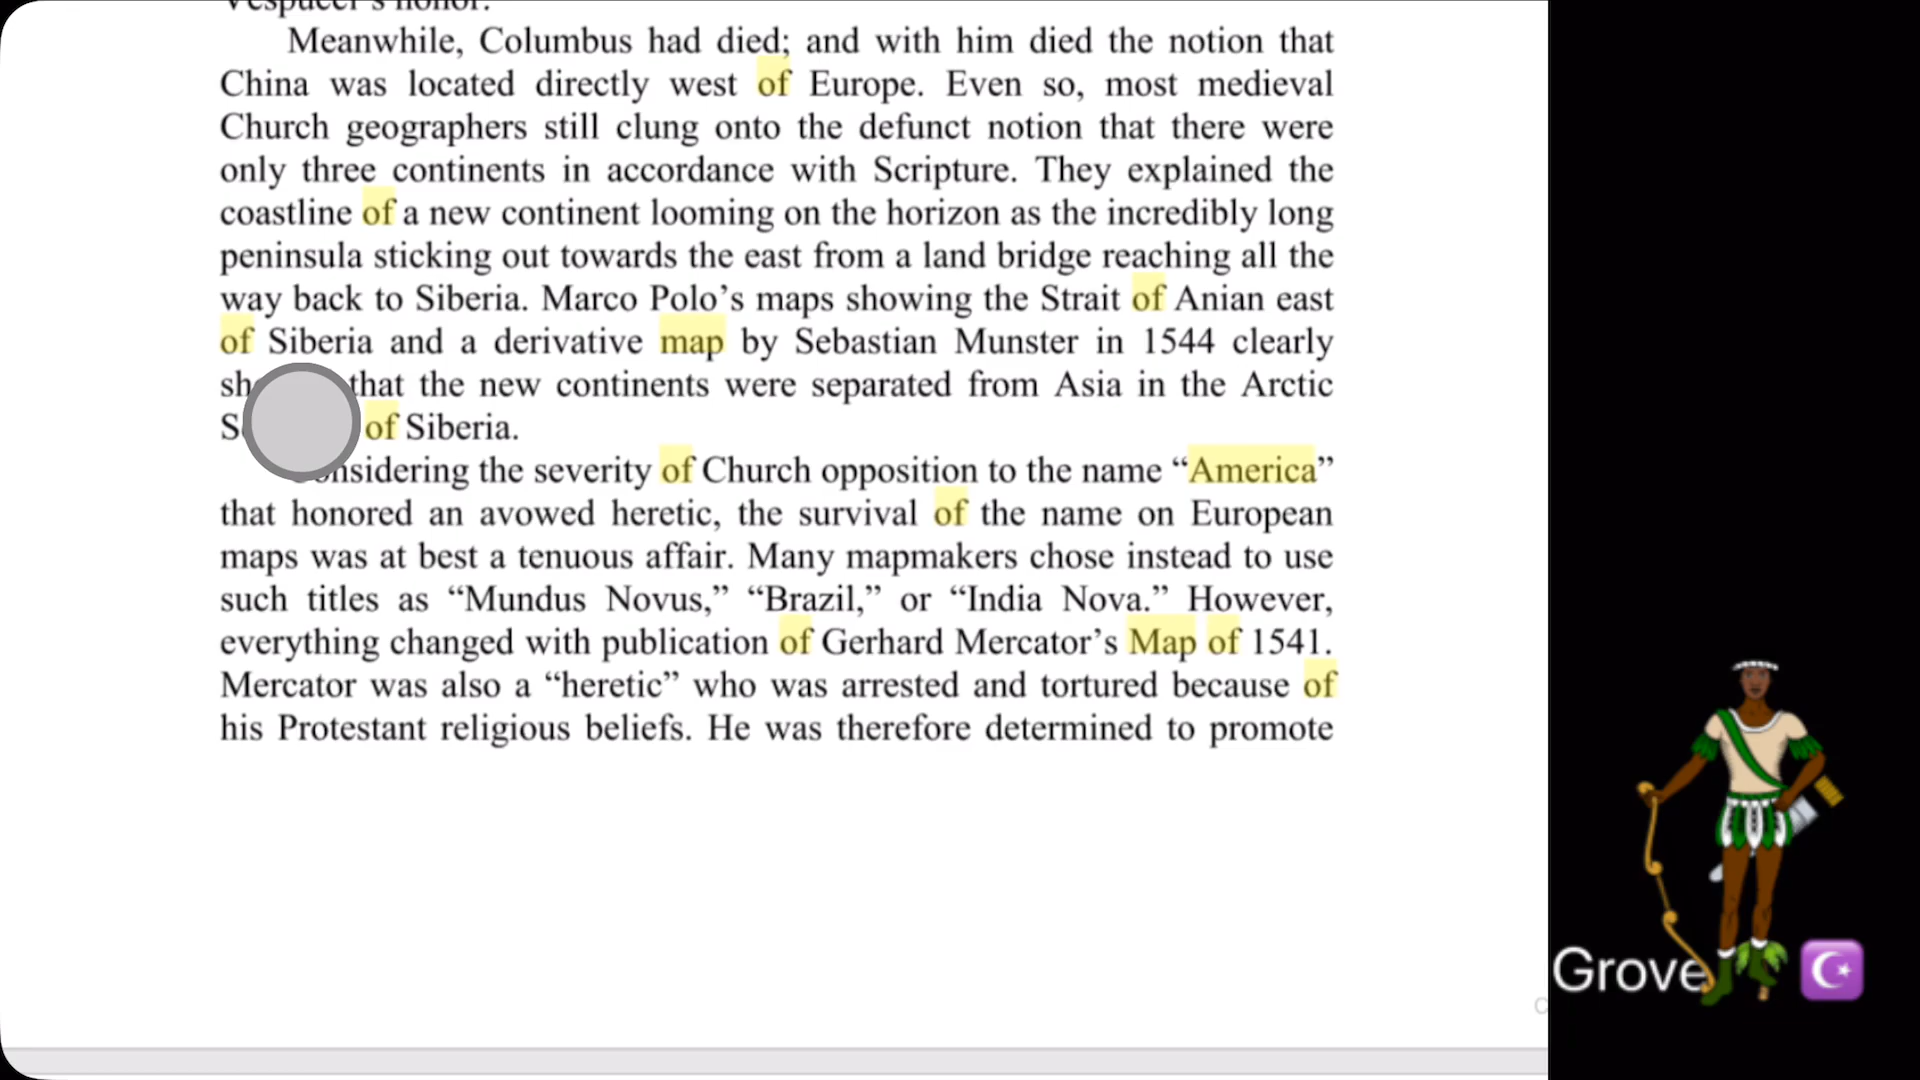 Vespucci's honor.
Meanwhile, Columbus had died; and with him died the notion that
China was located directly west of Europe. Even so, most medieval
Church geographers still clung onto the defunct notion that there were
only three continents in accordance with Scripture. They explained the
coastline of a new continent looming on the horizon as the incredibly long
peninsula sticking out towards the east from a land bridge reaching all the
way back to Siberia. Marco Polo’s maps showing the Strait of Anian east
of Siberia and a derivative map by Sebastian Munster in 1544 clearly
that the new continents were separated from Asia in the Arctic
of Siberia.
the severity of Church opposition to the name “America”
that honored an avowed heretic, the survival of the name on European
maps was at best a tenuous affair. Many mapmakers chose instead to use
such titles as “Mundus Novus,” “Brazil,” or “India Nova.” However,
everything changed with publication of Gerhard Mercator’s Map of 1541.
Mercator was also a “heretic” who was arrested and tortured because of
his Protestant religious beliefs. He was therefore determined to promote
Grove